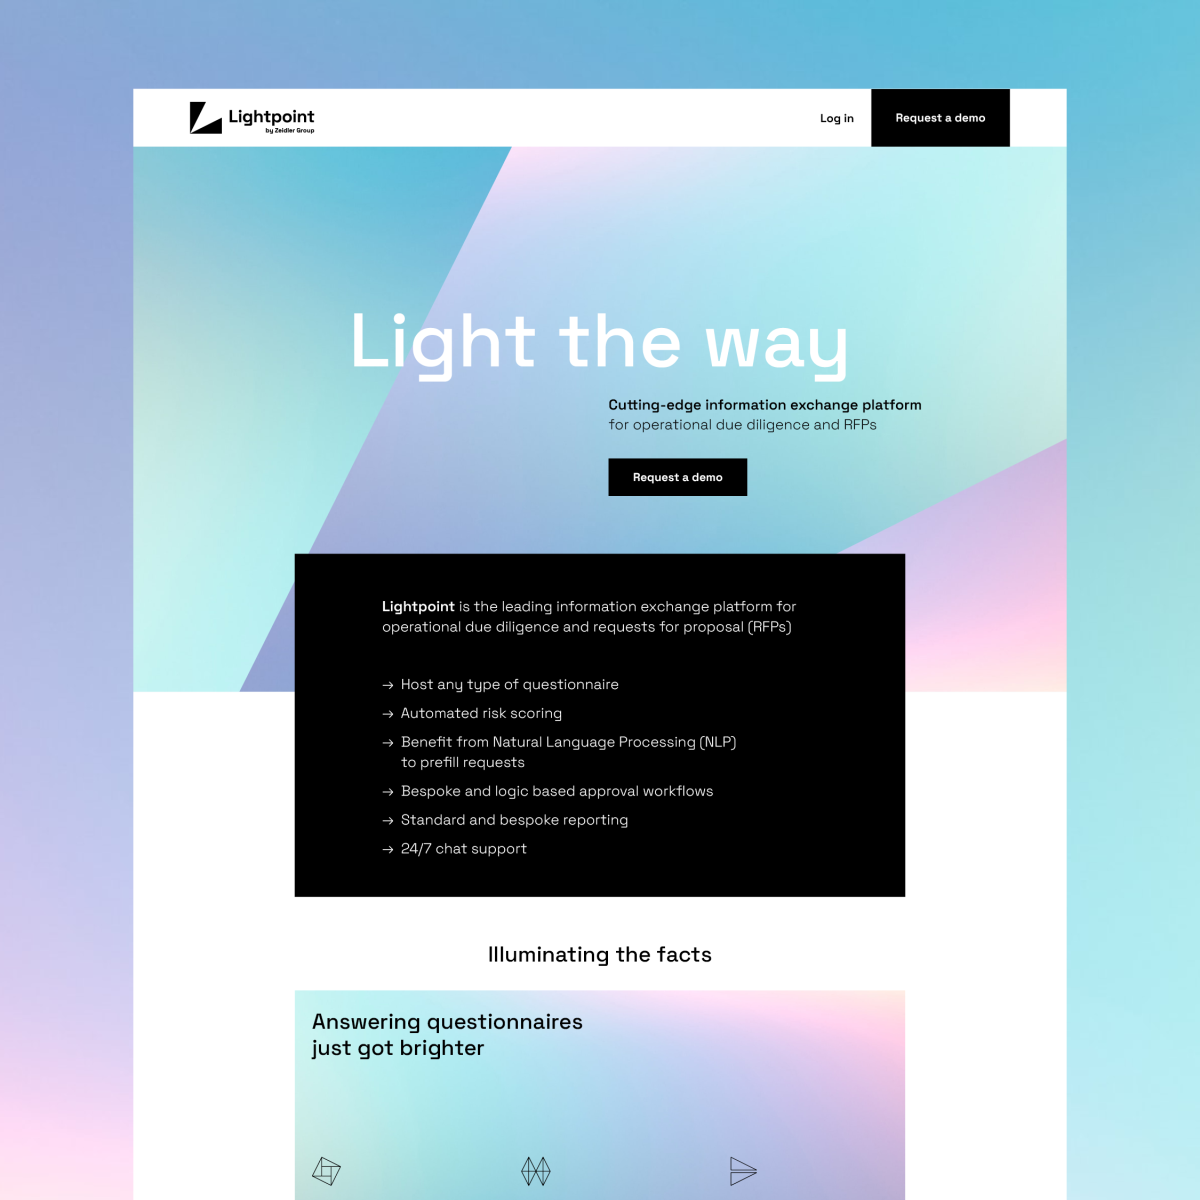 Lightpoint
by Zeidler Group
Log in
Request a demo
Light the way
Cutting-edge information exchange platform
for operational due diligence and RFPs
Request a demo
Lightpoint is the leading information exchange platform for
operational due diligence and requests for proposal (RFPs)
→ Host any type of questionnaire
→ Automated risk scoring
→ Benefit from Natural Language Processing (NLP)
to prefill requests
→ Bespoke and logic based approval workflows
→ Standard and bespoke reporting
→ 24/7 chat support
Illuminating the facts
Answering questionnaires
just got brighter